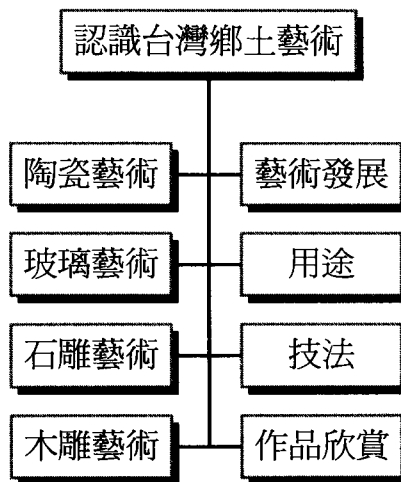 認識台灣鄉土藝術
陶瓷藝術
藝術發展
玻璃藝術
用途
石雕藝術
技法
木雕藝術
作品欣賞